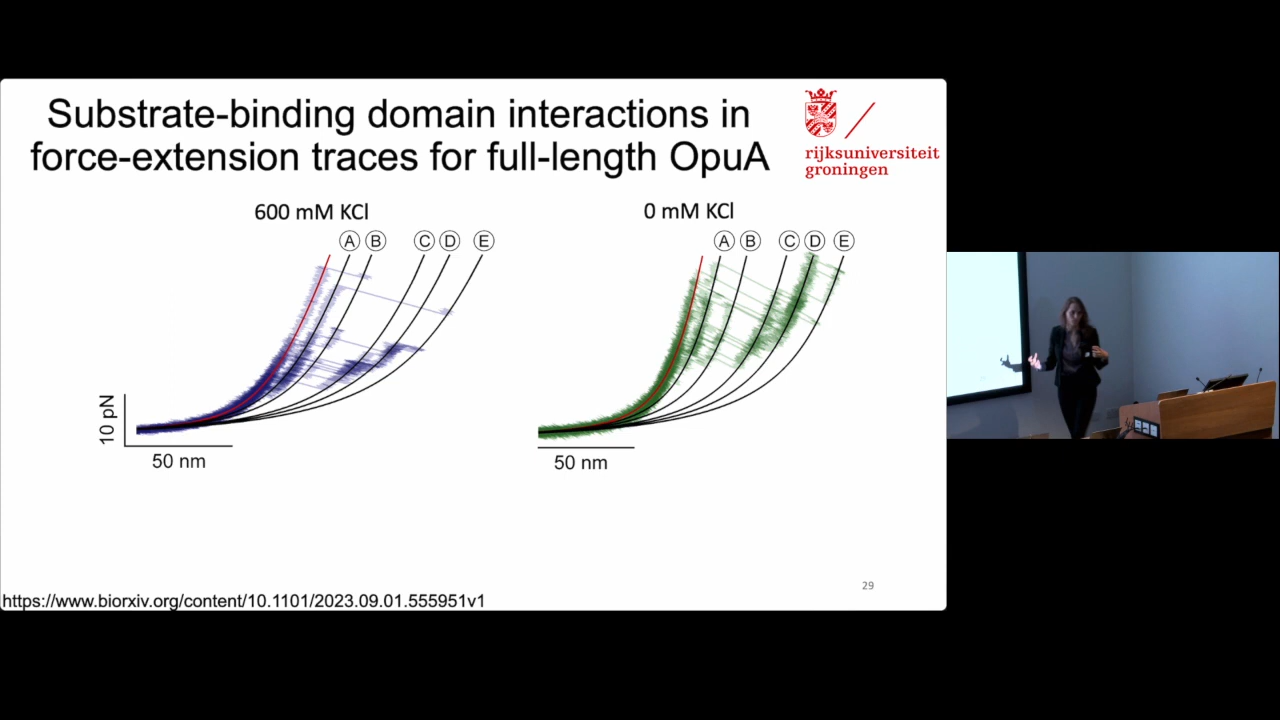 Substrate-binding domain interactions in
force-extension traces for full-length OpuA
rijksuniversiteit
groningen
600 mM KCl
A B C D E
10 pN
50 nm
0 mM KCl
A B C D E
50 nm
29
https://www.biorxiv.org/content/10.1101/2023.09.01.555951v1